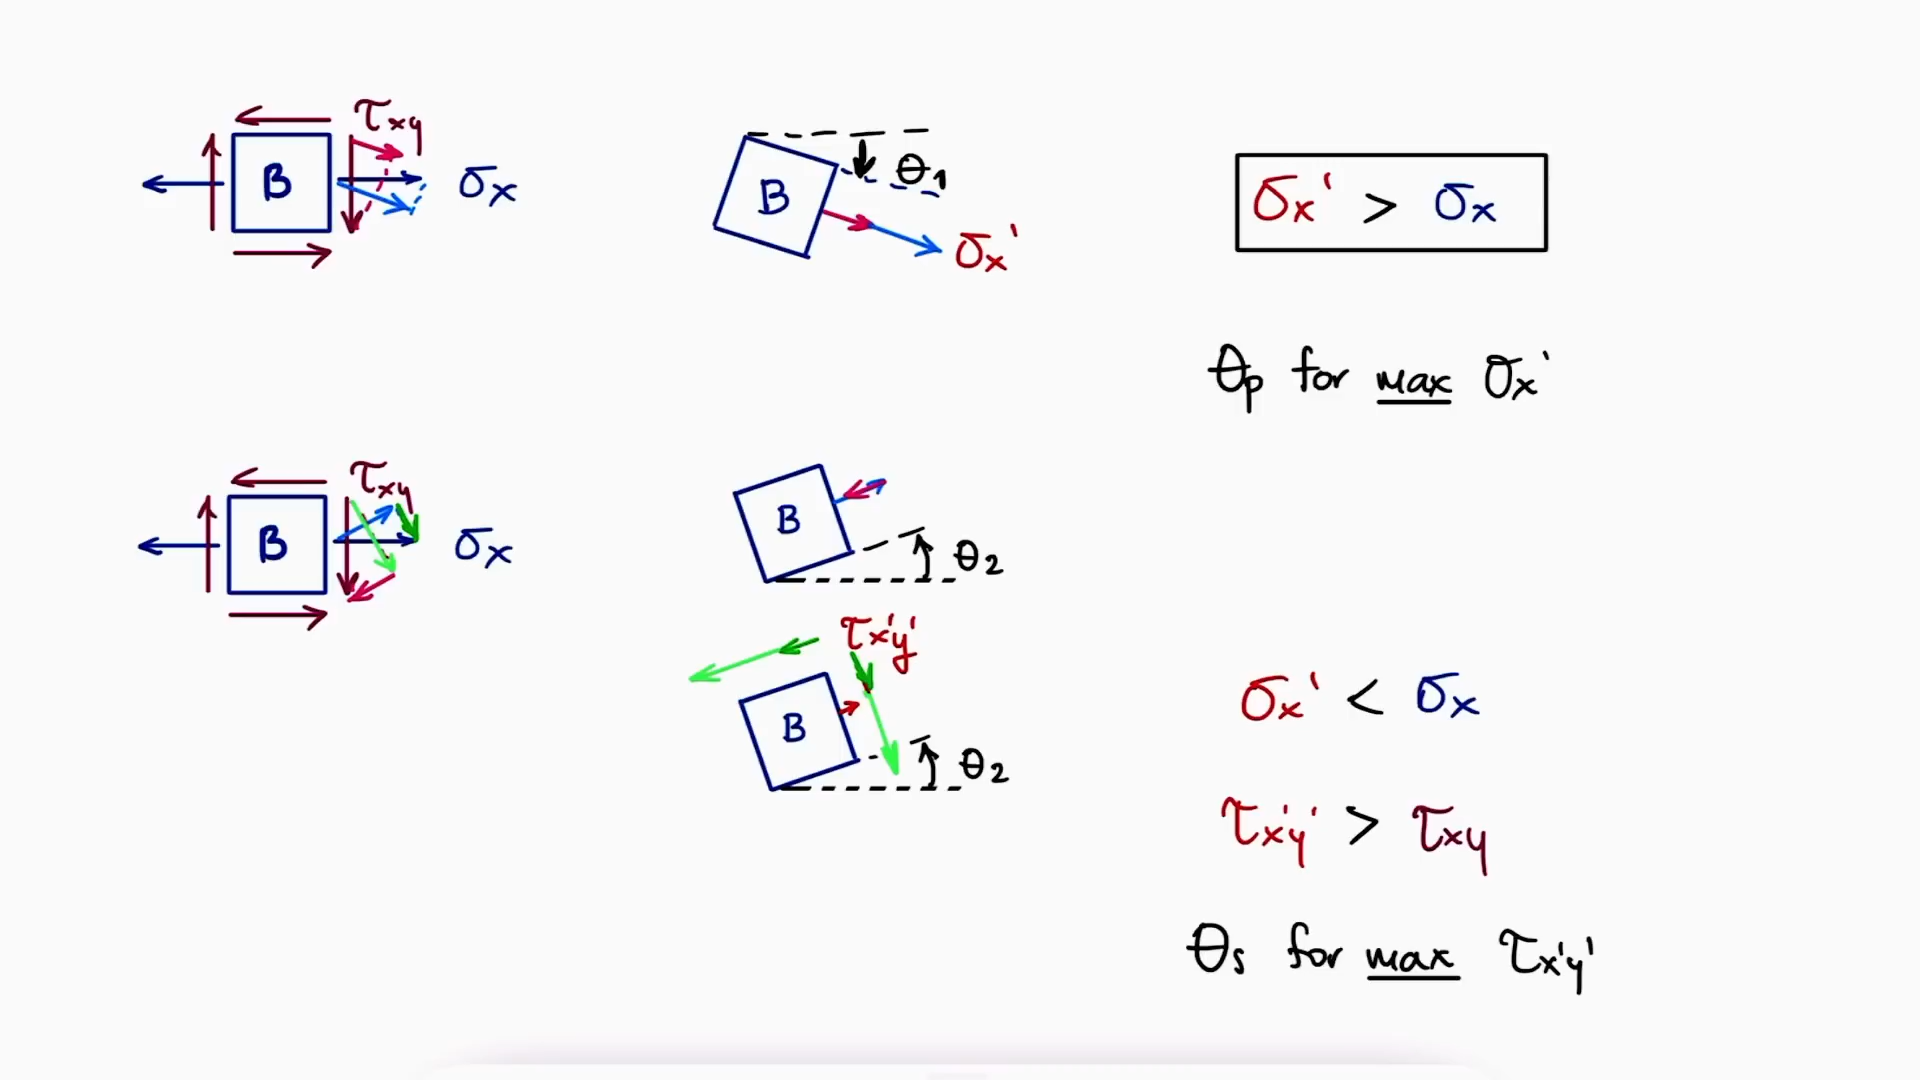 τxy
B
σx
B
θ1
σx'
σx' > σx
θp for max σx'
τxy
B
σx
B
θ2
τx'y'
B
θ2
σx' < σx
τx'y' > τxy
θs for max τx'y'